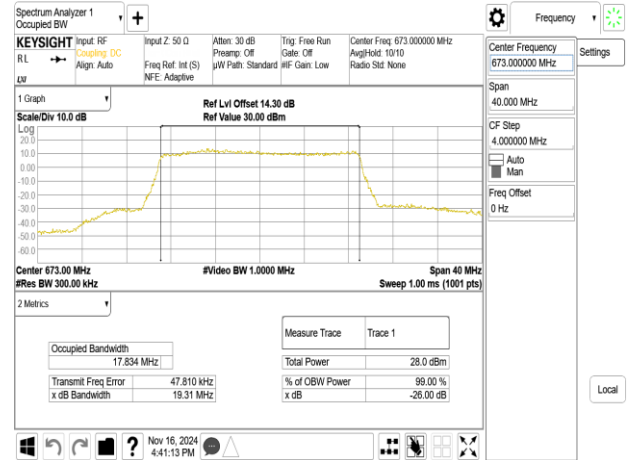 Spectrum Analyzer 1
Occupied BW
Frequency
KEYSIGHT
RL
LXI
Input: RF
Coupling: DC
Align: Auto
Input Z: 50 Ω
Freq Ref: Int (S)
NFE: Adaptive
Atten: 30 dB
Preamp: Off
µW Path: Standard
Trig: Free Run
Gate: Off
#IF Gain: Low
Center Freq: 673.000000 MHz
Avg|Hold: 10/10
Radio Std: None
Center Frequency
673.000000 MHz
Settings
Span
40.000 MHz
CF Step
4.000000 MHz
Auto
Man
Freq Offset
0 Hz
Local
1 Graph
Scale/Div 10.0 dB
Ref Lvl Offset 14.30 dB
Ref Value 30.00 dBm
Log
20.0
10.0
0.00
-10.0
-20.0
-30.0
-40.0
-50.0
-60.0
Center 673.00 MHz
#Video BW 1.0000 MHz
Span 40 MHz
#Res BW 300.00 kHz
Sweep 1.00 ms (1001 pts)
2 Metrics
Measure Trace Trace 1
Occupied Bandwidth
17.834 MHz
Total Power 28.0 dBm
Transmit Freq Error 47.810 kHz
% of OBW Power 99.00 %
x dB Bandwidth 19.31 MHz
x dB -26.00 dB
?
Nov 16, 2024
4:41:13 PM